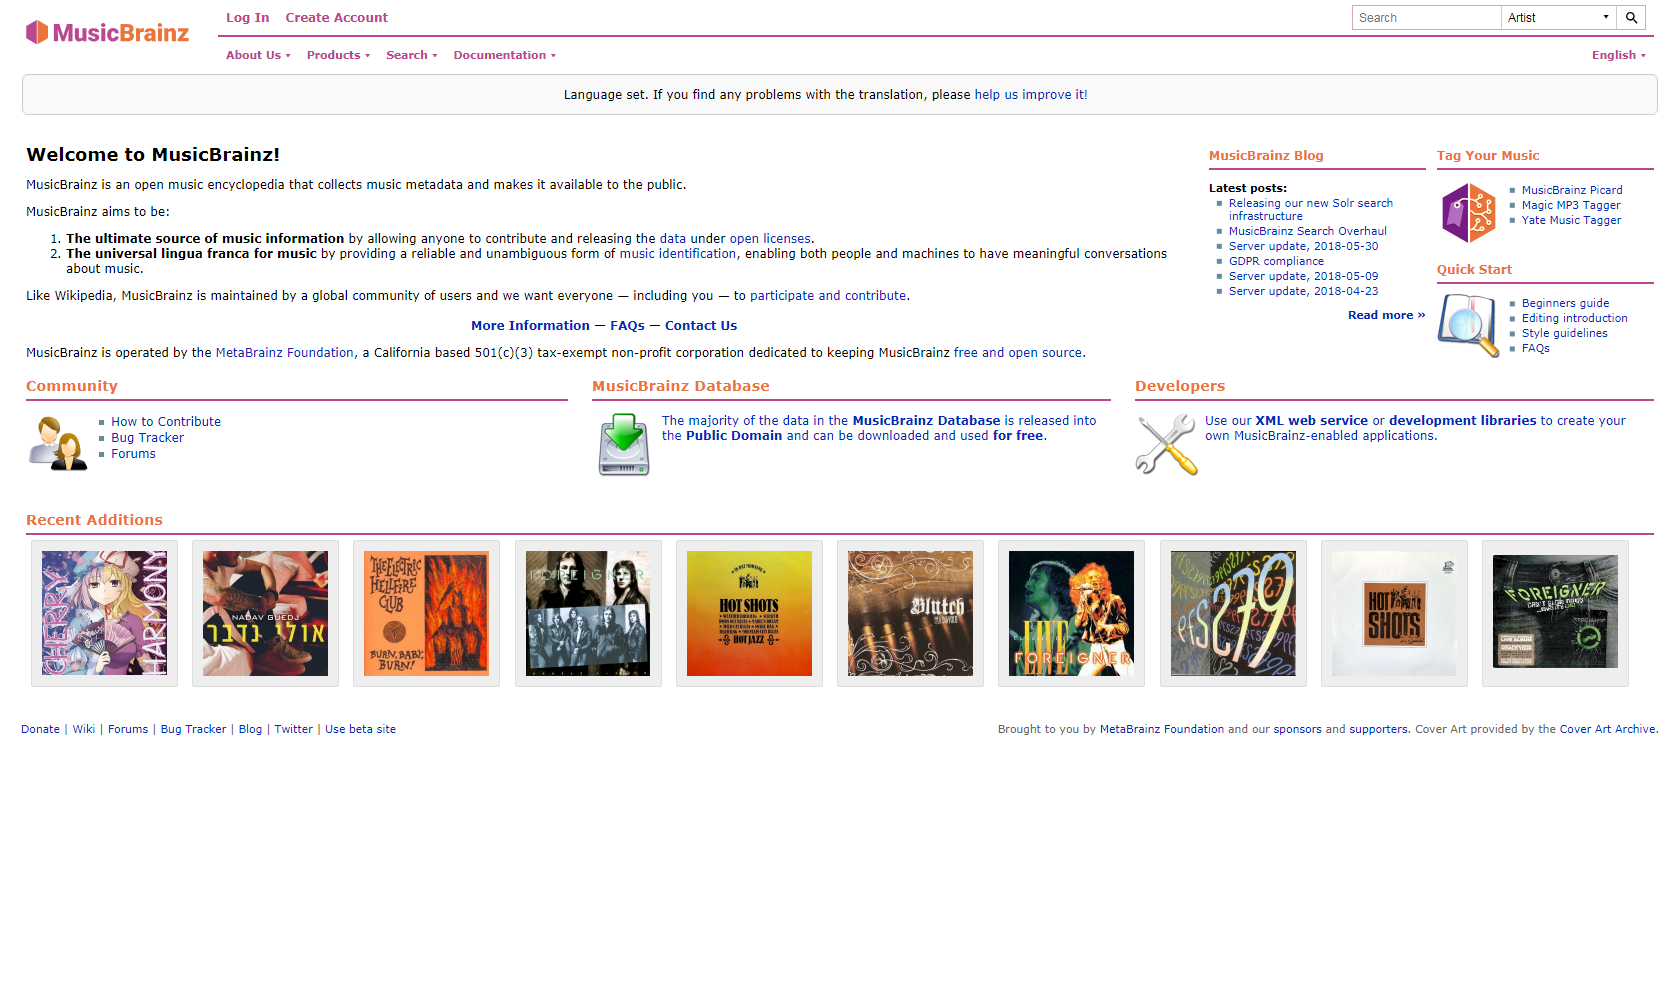 MusicBrainz
Log In Create Account
Search Artist
About Us Products Search Documentation
English
Language set. If you find any problems with the translation, please help us improve it!
Welcome to MusicBrainz!
MusicBrainz is an open music encyclopedia that collects music metadata and makes it available to the public.
MusicBrainz aims to be:
1. The ultimate source of music information by allowing anyone to contribute and releasing the data under open licenses.
2. The universal lingua franca for music by providing a reliable and unambiguous form of music identification, enabling both people and machines to have meaningful conversations
about music.
Like Wikipedia, MusicBrainz is maintained by a global community of users and we want everyone — including you — to participate and contribute.
More Information — FAQs — Contact Us
MusicBrainz is operated by the MetaBrainz Foundation, a California based 501(c)(3) tax-exempt non-profit corporation dedicated to keeping MusicBrainz free and open source.
MusicBrainz Blog
Latest posts:
Releasing our new Solr search
infrastructure
MusicBrainz Search Overhaul
Server update, 2018-05-30
GDPR compliance
Server update, 2018-05-09
Server update, 2018-04-23
Read more »
Tag Your Music
MusicBrainz Picard
Magic MP3 Tagger
Yate Music Tagger
Quick Start
Beginners guide
Editing introduction
Style guidelines
FAQs
Community
How to Contribute
Bug Tracker
Forums
MusicBrainz Database
The majority of the data in the MusicBrainz Database is released into
the Public Domain and can be downloaded and used for free.
Developers
Use our XML web service or development libraries to create your
own MusicBrainz-enabled applications.
Recent Additions
CHERRY
HARMONY
NADAV GUEDJ
אולי נדבר
THE ELECTRIC
HELLFIRE
CLUB
BURN, BABY,
BURN!
FOREIGNER
HOT SHOTS
HOT JAZZ
Blutch
LIVE
FOREIGNER
279
HOT
SHOTS
FOREIGNER
Donate | Wiki | Forums | Bug Tracker | Blog | Twitter | Use beta site
Brought to you by MetaBrainz Foundation and our sponsors and supporters. Cover Art provided by the Cover Art Archive.